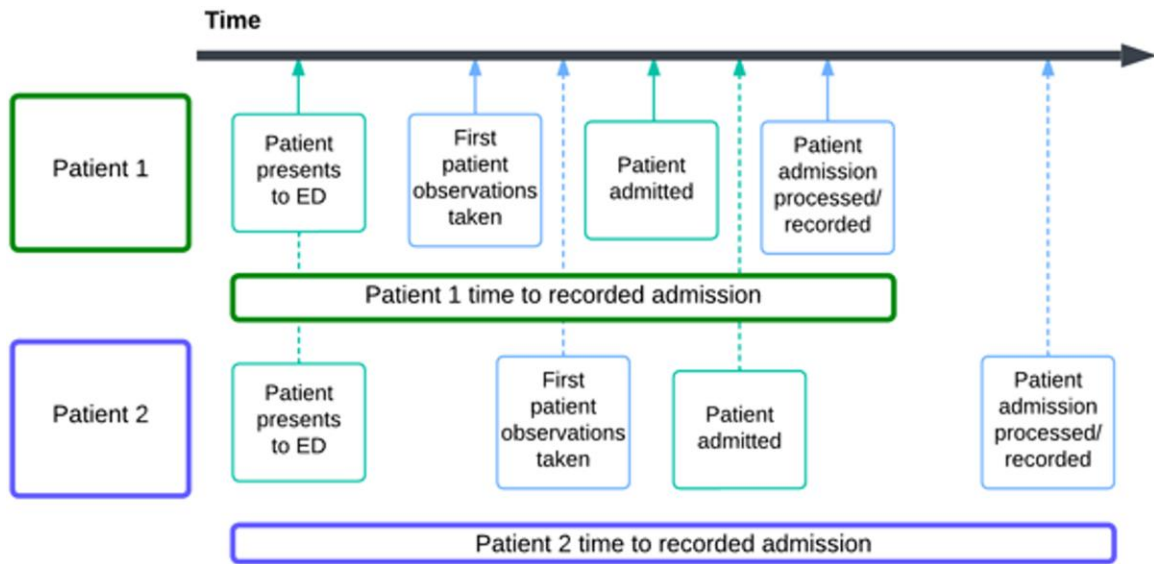 Time
Patient 1
Patient
presents
to ED
First
patient
observations
taken
Patient
admitted
Patient
admission
processed/
recorded
Patient 1 time to recorded admission
Patient 2
Patient
presents
to ED
First
patient
observations
taken
Patient
admitted
Patient
admission
processed/
recorded
Patient 2 time to recorded admission